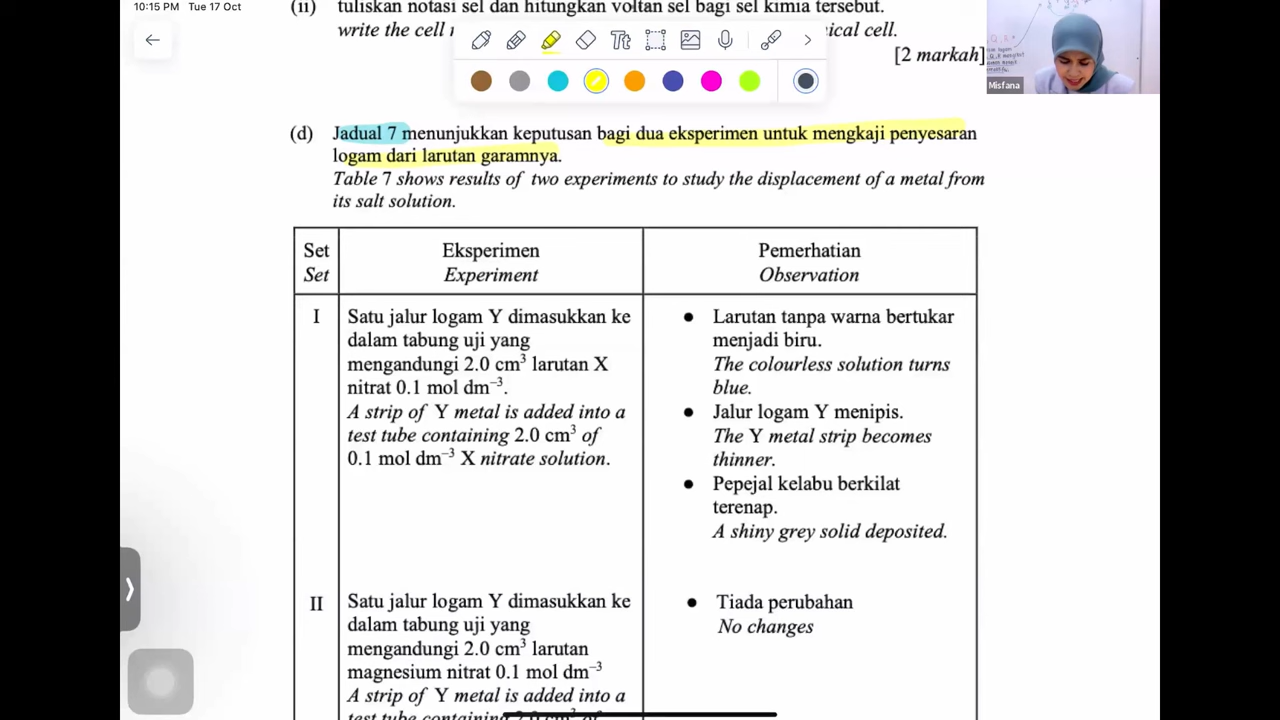 10:15 PM Tue 17 Oct
(ii) tuliskan notasi sel dan hitungkan voltan sel bagi sel kimia tersebut.
write the cell ical cell.
[2 markah]
Tt
Misfana
(d) Jadual 7 menunjukkan keputusan bagi dua eksperimen untuk mengkaji penyesaran
logam dari larutan garamnya.
Table 7 shows results of two experiments to study the displacement of a metal from
its salt solution.
Set
Set
Eksperimen
Experiment
Pemerhatian
Observation
I
Satu jalur logam Y dimasukkan ke
dalam tabung uji yang
mengandungi 2.0 cm³ larutan X
nitrat 0.1 mol dm⁻³.
A strip of Y metal is added into a
test tube containing 2.0 cm³ of
0.1 mol dm⁻³ X nitrate solution.
● Larutan tanpa warna bertukar
menjadi biru.
The colourless solution turns
blue.
● Jalur logam Y menipis.
The Y metal strip becomes
thinner.
● Pepejal kelabu berkilat
terenap.
A shiny grey solid deposited.
II
Satu jalur logam Y dimasukkan ke
dalam tabung uji yang
mengandungi 2.0 cm³ larutan
magnesium nitrat 0.1 mol dm⁻³
A strip of Y metal is added into a
test tube containing 2.0 cm³ of
● Tiada perubahan
No changes